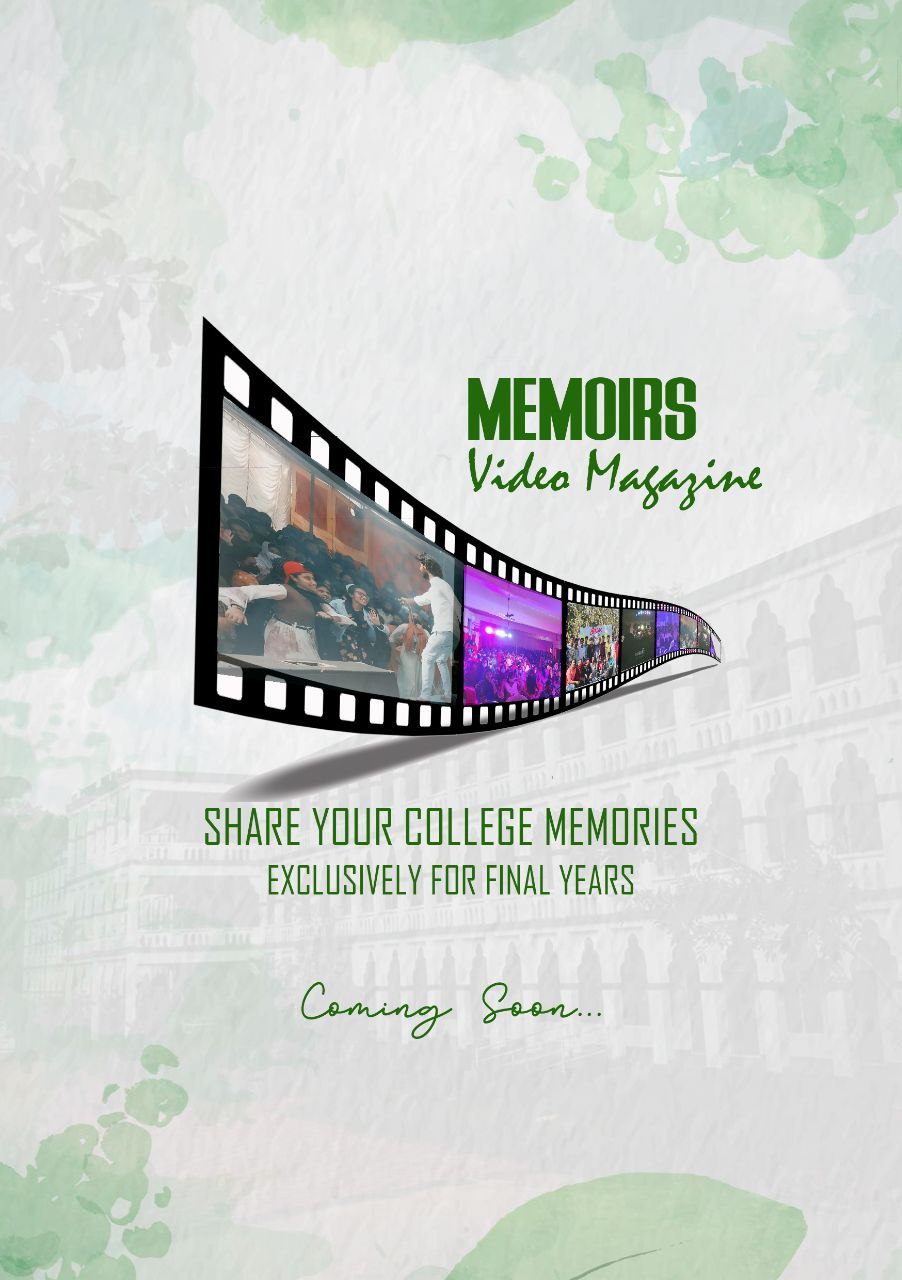 MEMOIRS
Video Magazine
SHARE YOUR COLLEGE MEMORIES
EXCLUSIVELY FOR FINAL YEARS
Coming Soon...